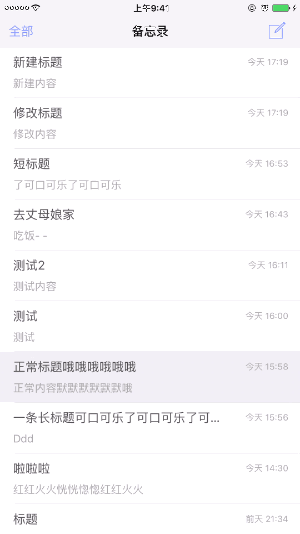 上午9:41
全部
备忘录
新建标题 今天 17:19
新建内容
修改标题 今天 17:19
修改内容
短标题 今天 16:53
了可口可乐了可口可乐
去丈母娘家 今天 16:43
吃饭- -
测试2 今天 16:11
测试内容
测试 今天 16:00
测试
正常标题哦哦哦哦哦哦 今天 15:58
正常内容默默默默默默哦
一条长标题可口可乐了可口可乐了可... 今天 15:56
Ddd
啦啦啦 今天 14:30
红红火火恍恍惚惚红红火火
标题 前天 21:34